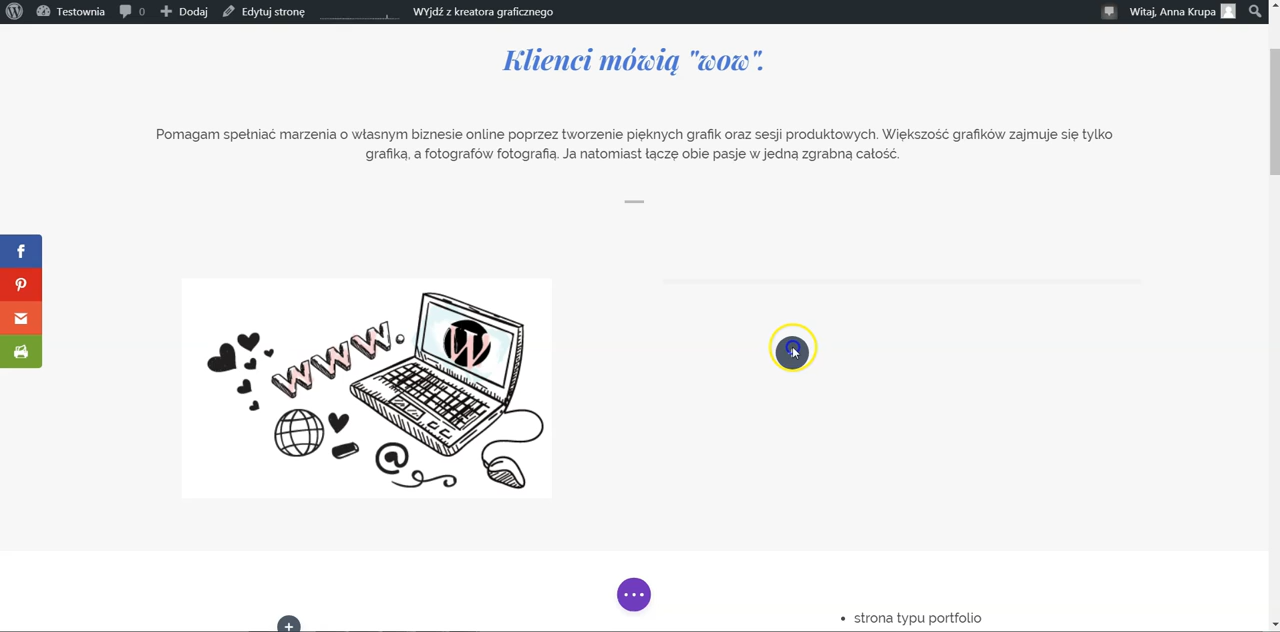 Testownia 0 Dodaj Edytuj stronę WYjdź z kreatora graficznego Witaj, Anna Krupa
Klienci mówią "wow".
Pomagam spełniać marzenia o własnym biznesie online poprzez tworzenie pięknych grafik oraz sesji produktowych. Większość grafików zajmuje się tylko
grafiką, a fotografów fotografią. Ja natomiast łączę obie pasje w jedną zgrabną całość.
www.
@
strona typu portfolio